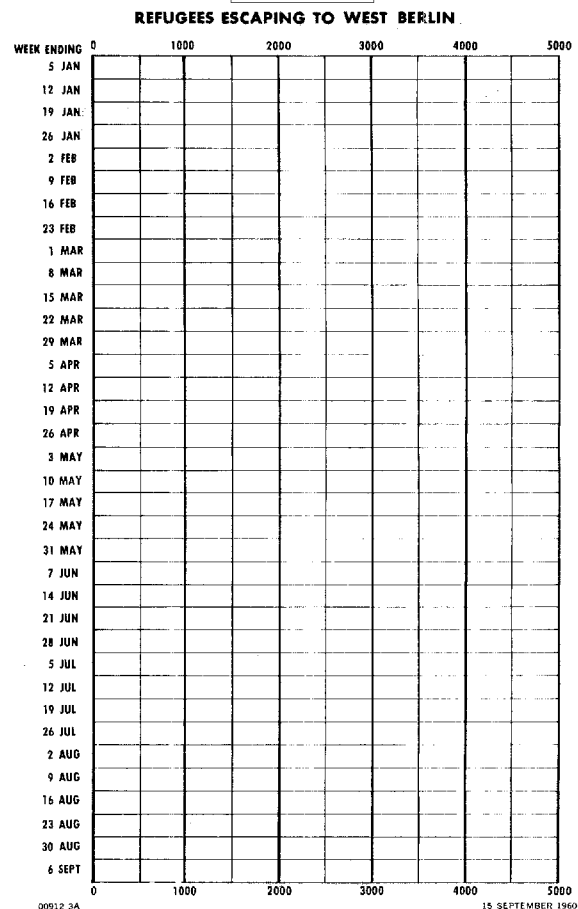 REFUGEES ESCAPING TO WEST BERLIN
WEEK ENDING 0 1000 2000 3000 4000 5000
5 JAN
12 JAN
19 JAN
26 JAN
2 FEB
9 FEB
16 FEB
23 FEB
1 MAR
8 MAR
15 MAR
22 MAR
29 MAR
5 APR
12 APR
19 APR
26 APR
3 MAY
10 MAY
17 MAY
24 MAY
31 MAY
7 JUN
14 JUN
21 JUN
28 JUN
5 JUL
12 JUL
19 JUL
26 JUL
2 AUG
9 AUG
16 AUG
23 AUG
30 AUG
6 SEPT
0 1000 2000 3000 4000 5000
00912 3A 15 SEPTEMBER 1960